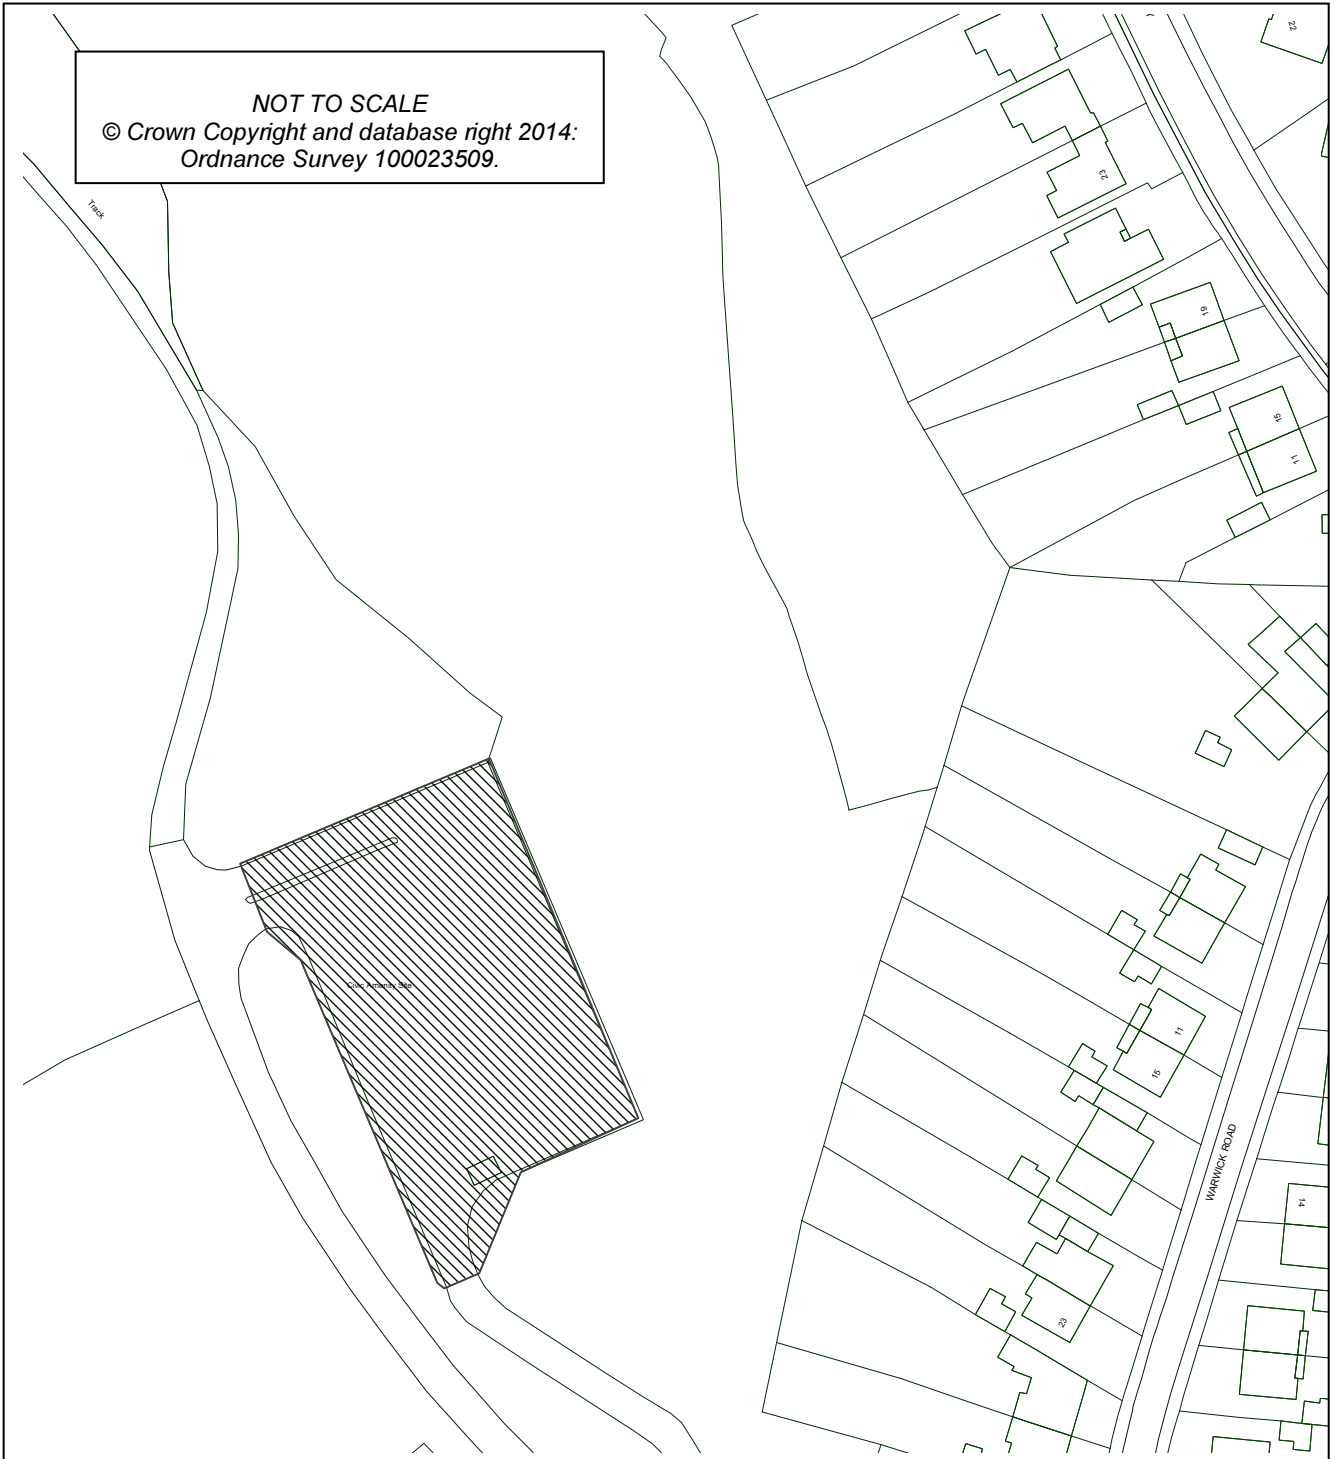 NOT TO SCALE
© Crown Copyright and database right 2014:
Ordnance Survey 100023509.
22
Track
23
19
15
11
Civic Amenity Site
11
15
WARWICK ROAD
14
23